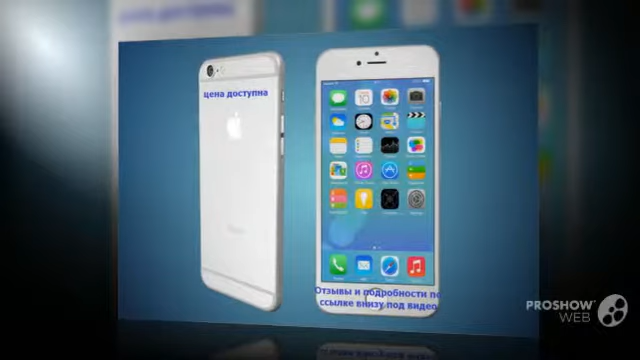 цена доступна
Отзывы и подробности по
ссылке внизу под видео
PROSHOW
WEB